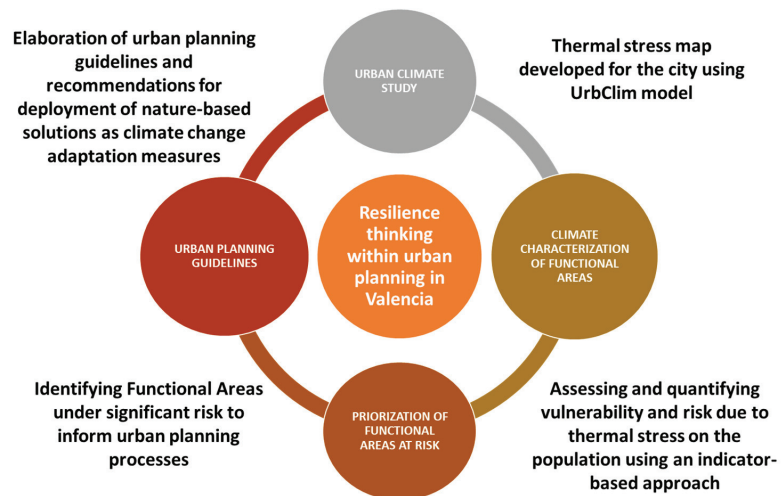 Elaboration of urban planning
guidelines and
recommendations for
deployment of nature-based
solutions as climate change
adaptation measures
URBAN CLIMATE
STUDY
Thermal stress map
developed for the city using
UrbClim model
URBAN PLANNING
GUIDELINES
Resilience
thinking
within urban
planning in
Valencia
CLIMATE
CHARACTERIZATION
OF FUNCTIONAL
AREAS
Identifying Functional Areas
under significant risk to
inform urban planning
processes
PRIORIZATION OF
FUNCTIONAL
AREAS AT RISK
Assessing and quantifying
vulnerability and risk due to
thermal stress on the
population using an indicator-
based approach